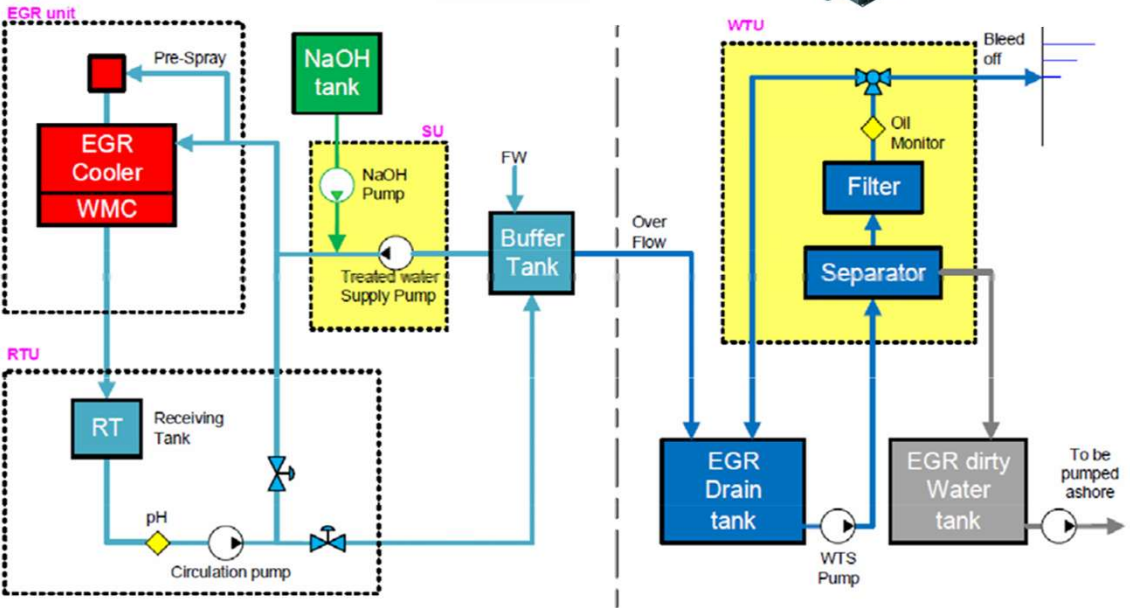 EGR unit
Pre-Spray
EGR
Cooler
WMC
NaOH
tank
SU
NaOH
Pump
Treated water
Supply Pump
FW
Buffer
Tank
Over
Flow
RTU
RT
Receiving
Tank
pH
Circulation pump
WTU
Bleed
off
Oil
Monitor
Filter
Separator
EGR
Drain
tank
WTS
Pump
EGR dirty
Water
tank
To be
pumped
ashore